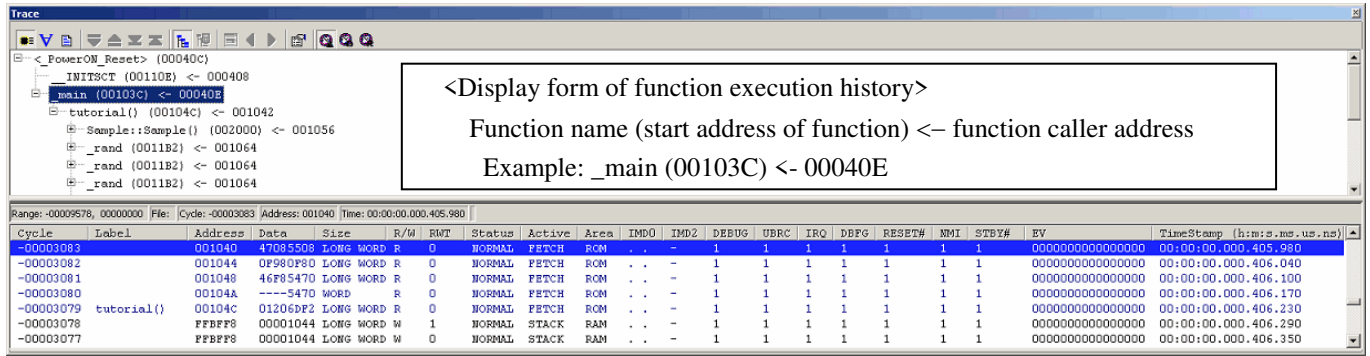 Trace
< PowerON_Reset> (00040C)
__INITSCT (00110E) <- 000408
_main (00103C) <- 00040E
tutorial() (00104C) <- 001042
Sample::Sample() (002000) <- 001056
_rand (0011B2) <- 001064
_rand (0011B2) <- 001064
_rand (0011B2) <- 001064
<Display form of function execution history>
Function name (start address of function) <– function caller address
Example: _main (00103C) <- 00040E
Range: -00009578, 00000000 File: Cycle: -00003083 Address: 001040 Time: 00:00:00.000.405.980
Cycle Label Address Data Size R/W RWT Status Active Area IMD0 IMD2 DEBUG UBRC IRQ DBFG RESET# NMI STBY# EV TimeStamp (h:m:s.ms.us.ns)
-00003083 001040 47085508 LONG WORD R 0 NORMAL FETCH ROM . . - 1 1 1 1 1 1 1 0000000000000000 00:00:00.000.405.980
-00003082 001044 0F980F80 LONG WORD R 0 NORMAL FETCH ROM . . - 1 1 1 1 1 1 1 0000000000000000 00:00:00.000.406.040
-00003081 001048 46F85470 LONG WORD R 0 NORMAL FETCH ROM . . - 1 1 1 1 1 1 1 0000000000000000 00:00:00.000.406.100
-00003080 00104A ----5470 WORD R 0 NORMAL FETCH ROM . . - 1 1 1 1 1 1 1 0000000000000000 00:00:00.000.406.170
-00003079 tutorial() 00104C 01206DF2 LONG WORD R 0 NORMAL FETCH ROM . . - 1 1 1 1 1 1 1 0000000000000000 00:00:00.000.406.230
-00003078 FFBFF8 00001044 LONG WORD W 1 NORMAL STACK RAM . . - 1 1 1 1 1 1 1 0000000000000000 00:00:00.000.406.290
-00003077 FFBFF8 00001044 LONG WORD W 0 NORMAL STACK RAM . . - 1 1 1 1 1 1 1 0000000000000000 00:00:00.000.406.350